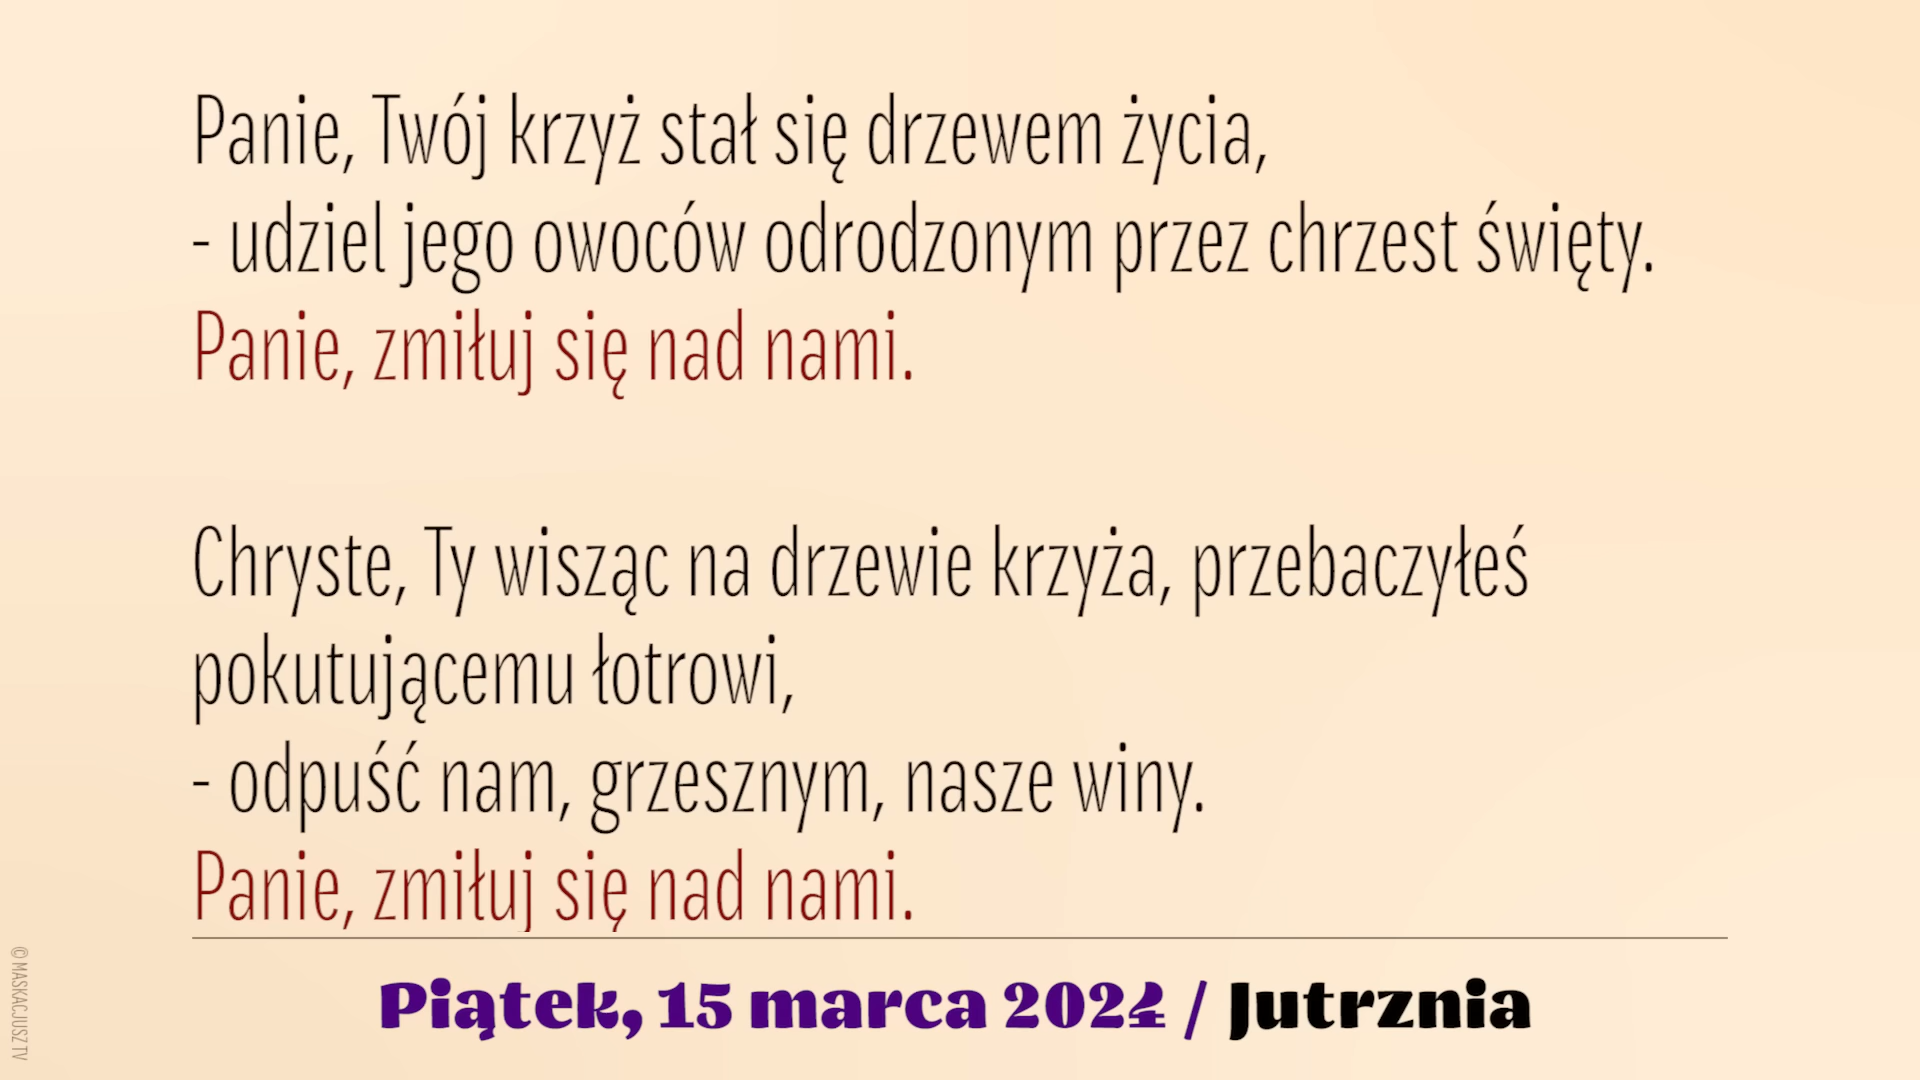 Panie, Twój krzyż stał się drzewem życia,
- udziel jego owoców odrodzonym przez chrzest święty.
Panie, zmiłuj się nad nami.
Chryste, Ty wisząc na drzewie krzyża, przebaczyłeś
pokutującemu łotrowi,
- odpuść nam, grzesznym, nasze winy.
Panie, zmiłuj się nad nami.
Piątek, 15 marca 2024 / Jutrznia
© MASKACJUSZ TV